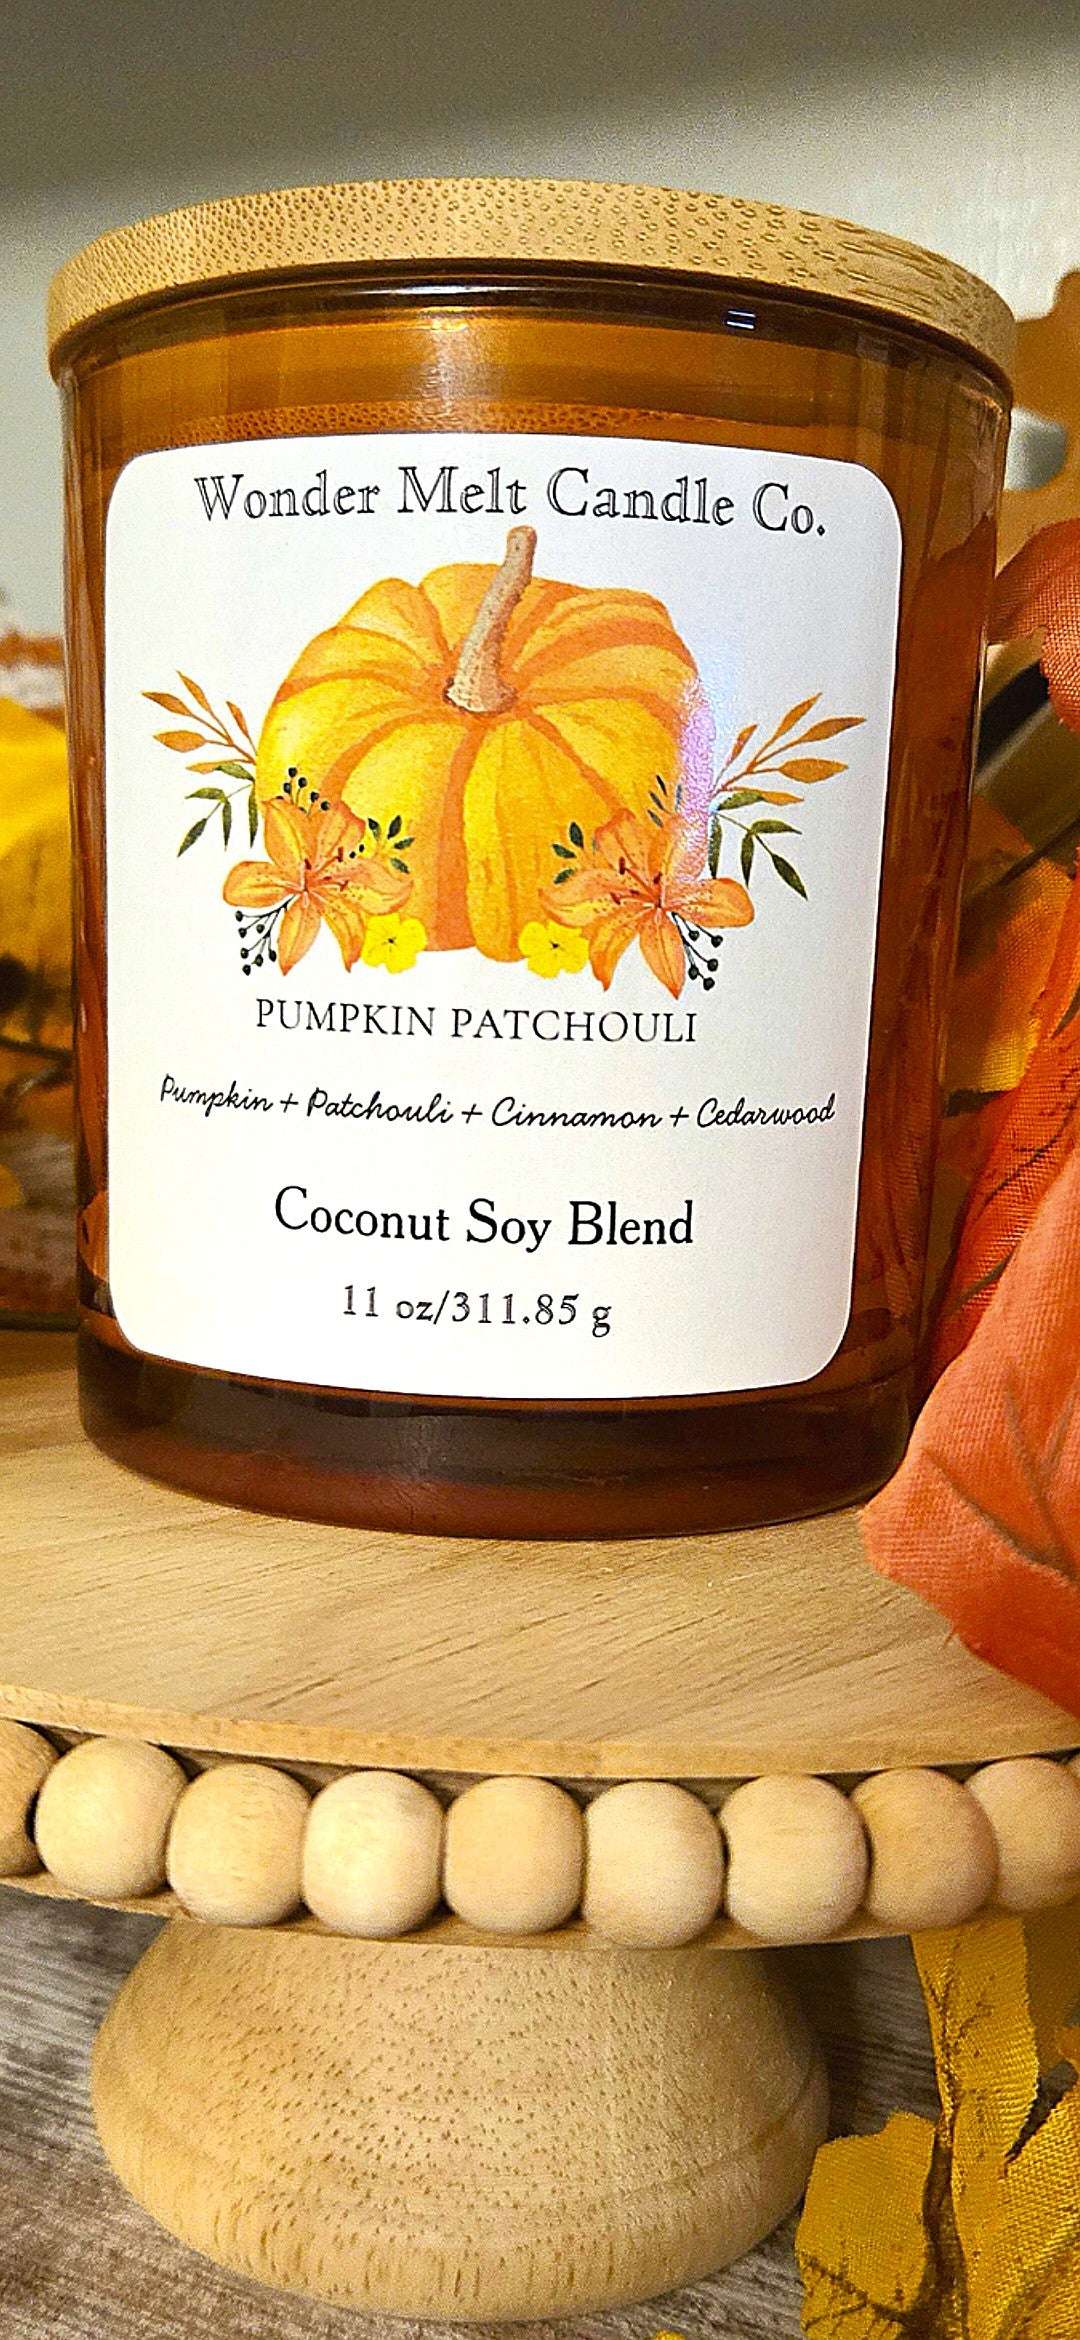 Wonder Melt Candle Co.
PUMPKIN PATCHOULI
Pumpkin + Patchouli + Cinnamon + Cedarwood
Coconut Soy Blend
11 oz/311.85 g